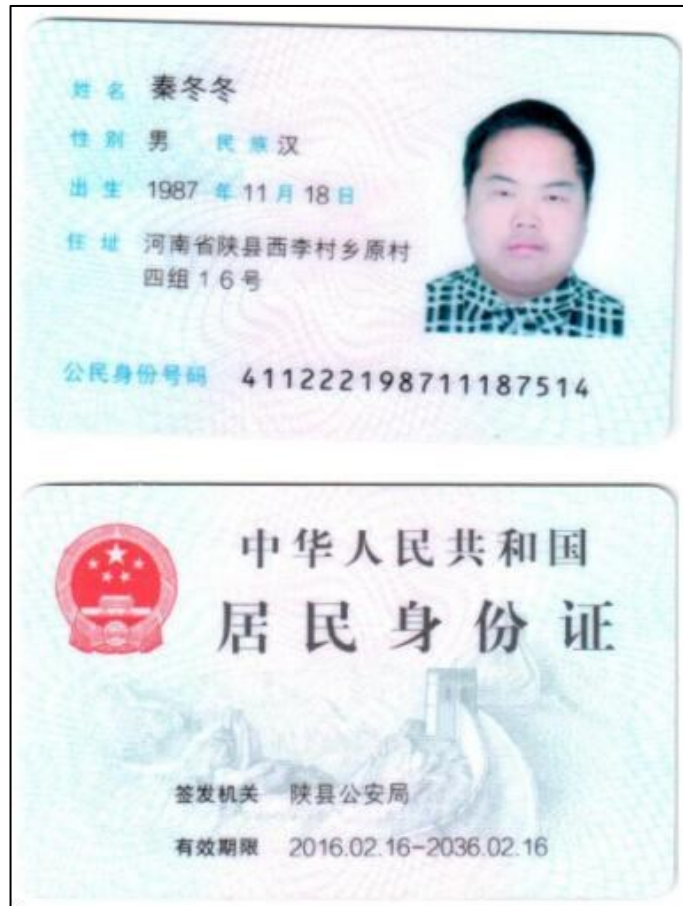 姓名 秦冬冬
性别 男 民族 汉
出生 1987 年 11 月 18 日
住址 河南省陕县西李村乡原村
四组16号
公民身份号码 411222198711187514
中华人民共和国
居民身份证
签发机关 陕县公安局
有效期限 2016.02.16-2036.02.16